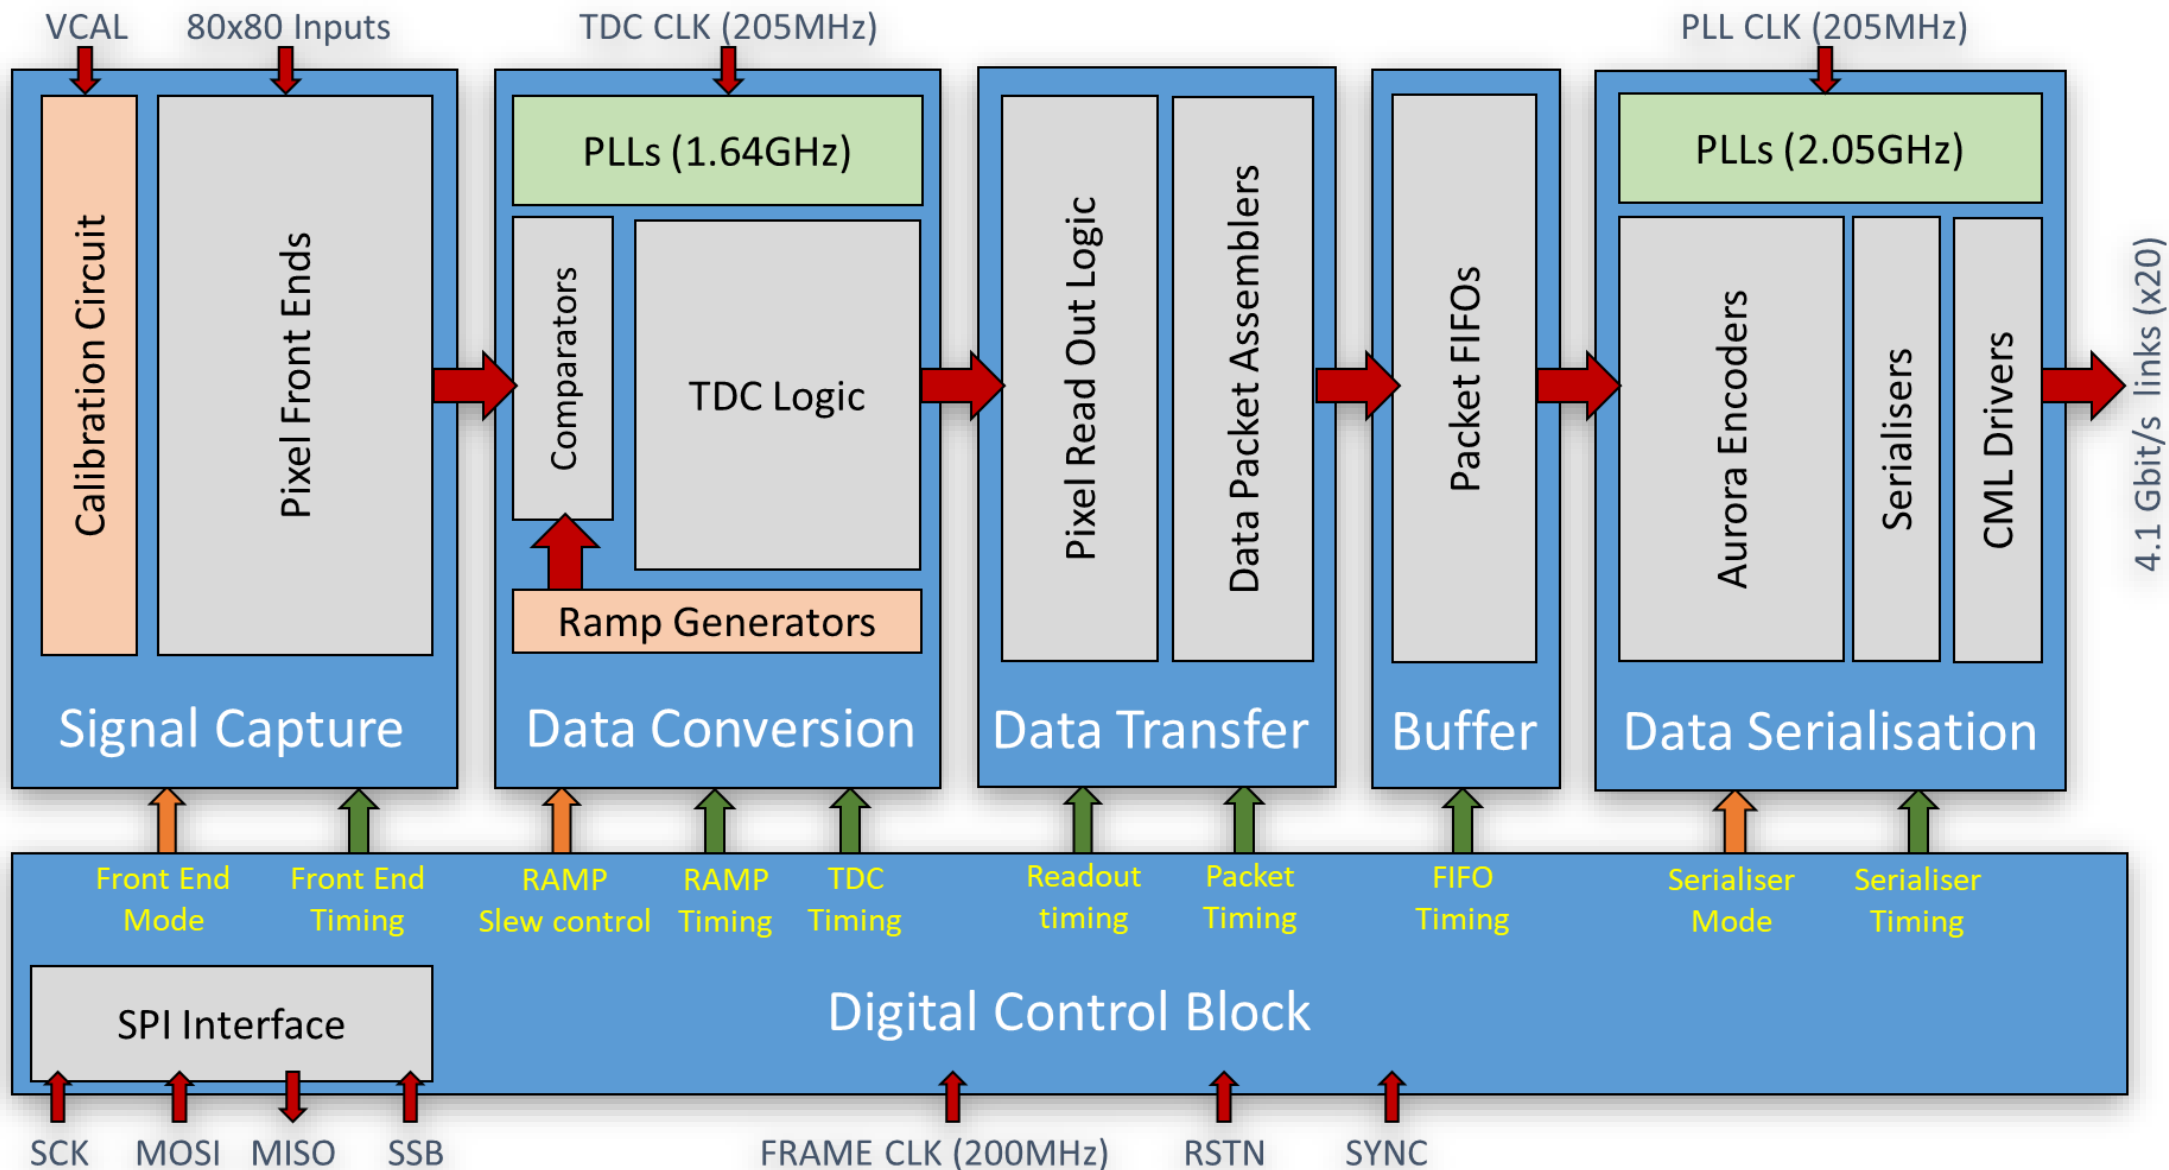 VCAL
80x80 Inputs
TDC CLK (205MHz)
PLL CLK (205MHz)
Calibration Circuit
Pixel Front Ends
Signal Capture
PLLs (1.64GHz)
Comparators
TDC Logic
Ramp Generators
Data Conversion
Pixel Read Out Logic
Data Packet Assemblers
Data Transfer
Packet FIFOs
Buffer
PLLs (2.05GHz)
Aurora Encoders
Serialisers
CML Drivers
Data Serialisation
4.1 Gbit/s links (x20)
Front End
Mode
Front End
Timing
RAMP
Slew control
RAMP
Timing
TDC
Timing
Readout
timing
Packet
Timing
FIFO
Timing
Serialiser
Mode
Serialiser
Timing
SPI Interface
Digital Control Block
SCK
MOSI
MISO
SSB
FRAME CLK (200MHz)
RSTN
SYNC